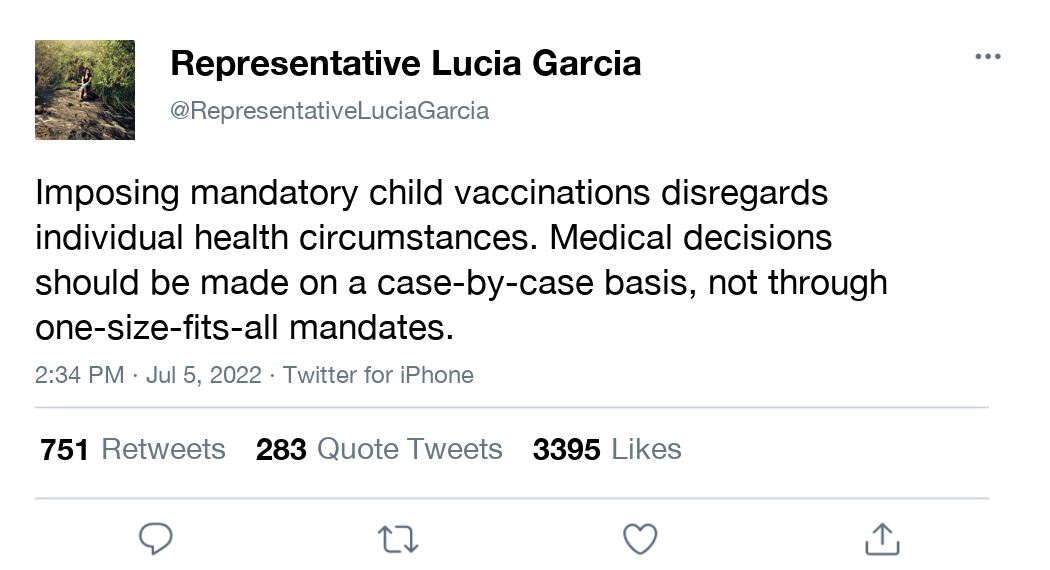 Representative Lucia Garcia
@RepresentativeLuciaGarcia
Imposing mandatory child vaccinations disregards
individual health circumstances. Medical decisions
should be made on a case-by-case basis, not through
one-size-fits-all mandates.
2:34 PM · Jul 5, 2022 · Twitter for iPhone
751 Retweets 283 Quote Tweets 3395 Likes